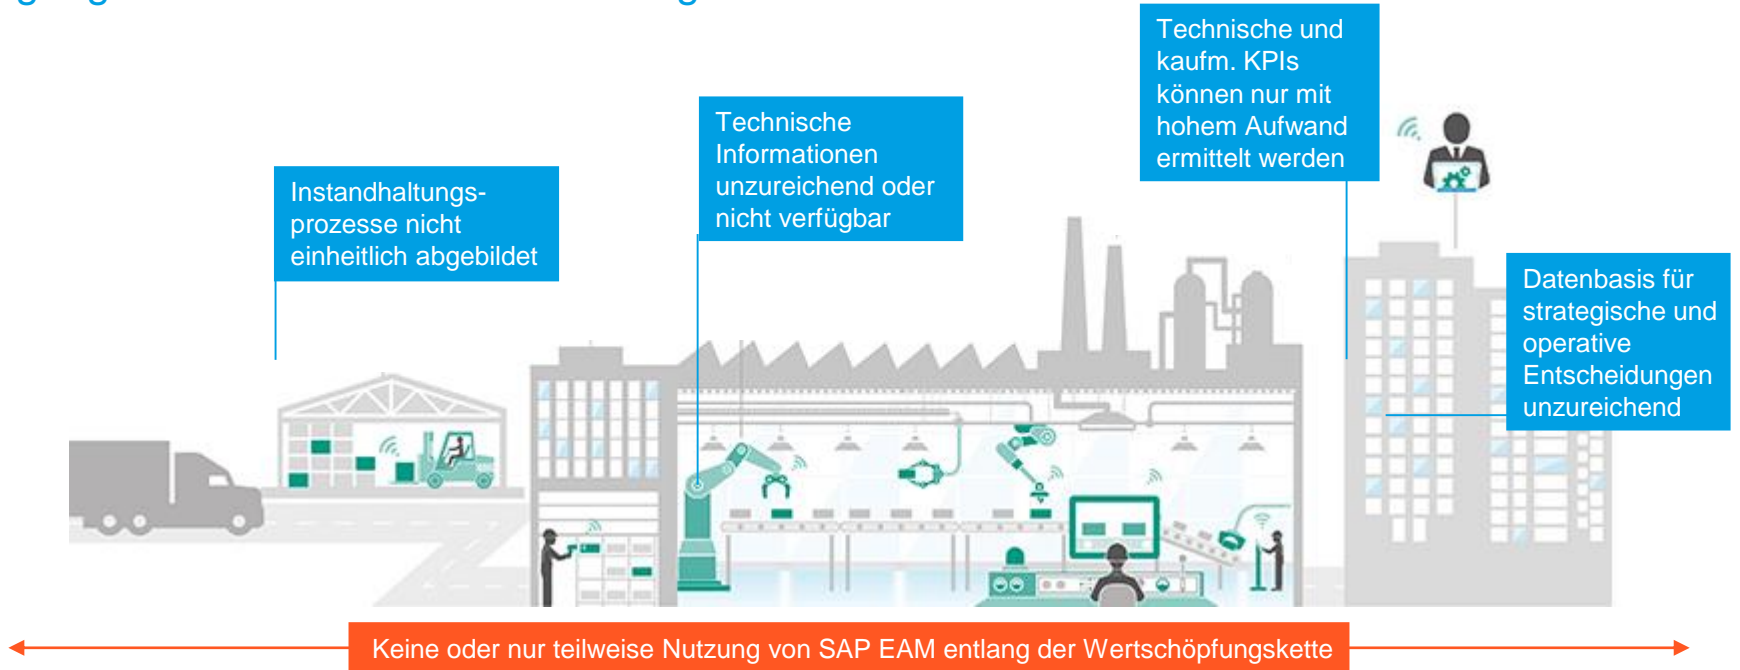 Technische und
kaufm. KPIs
können nur mit
hohem Aufwand
ermittelt werden
Technische
Informationen
unzureichend oder
nicht verfügbar
Instandhaltungs-
prozesse nicht
einheitlich abgebildet
Datenbasis für
strategische und
operative
Entscheidungen
unzureichend
Keine oder nur teilweise Nutzung von SAP EAM entlang der Wertschöpfungskette